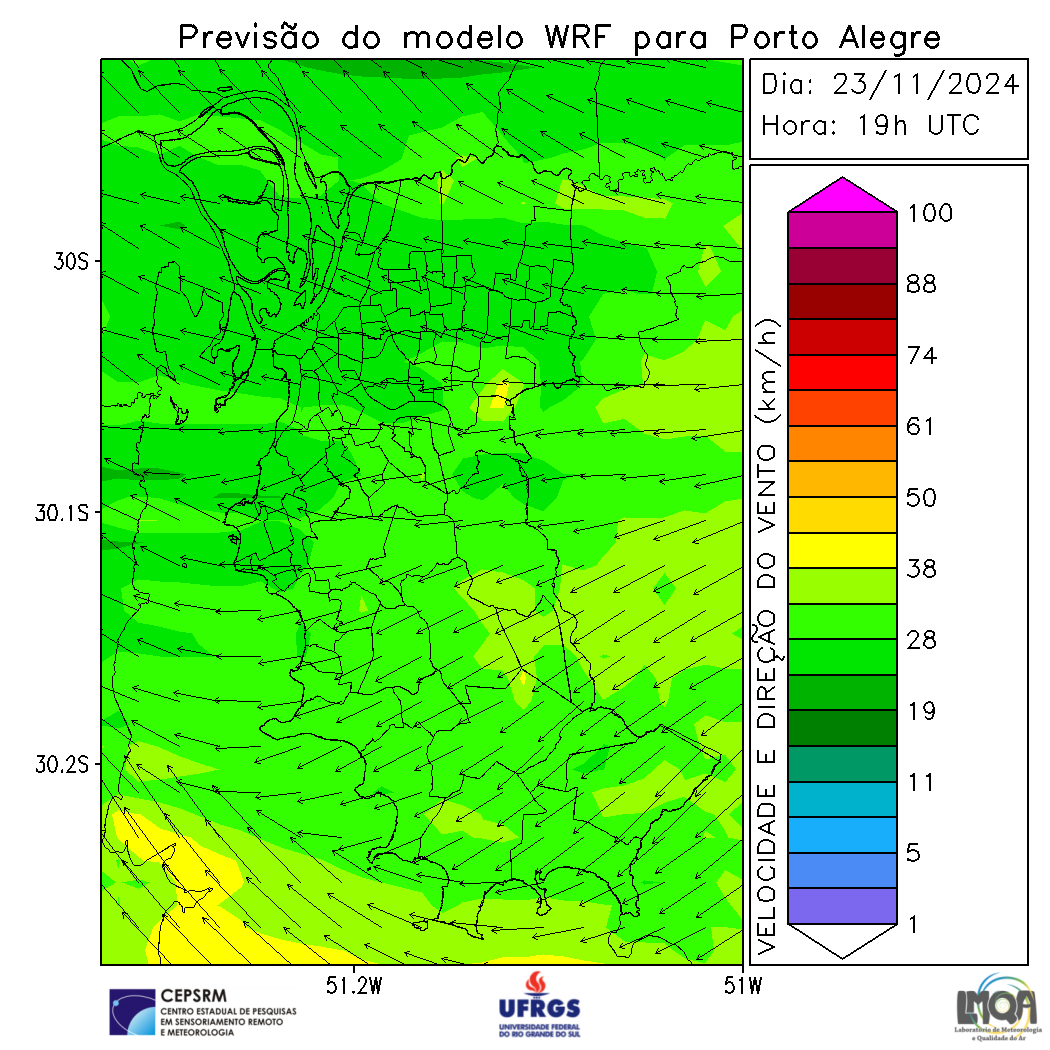 Previsão do modelo WRF para Porto Alegre
Dia: 23/11/2024
Hora: 19h UTC
30S
30.1S
30.2S
51.2W
51W
VELOCIDADE E DIREÇÃO DO VENTO (km/h)
100
88
74
61
50
38
28
19
11
5
1
CEPSRM
CENTRO ESTADUAL DE PESQUISAS
EM SENSORIAMENTO REMOTO
E METEOROLOGIA
UFRGS
UNIVERSIDADE FEDERAL
DO RIO GRANDE DO SUL
LMQA
Laboratório de Meteorologia
e Qualidade do Ar